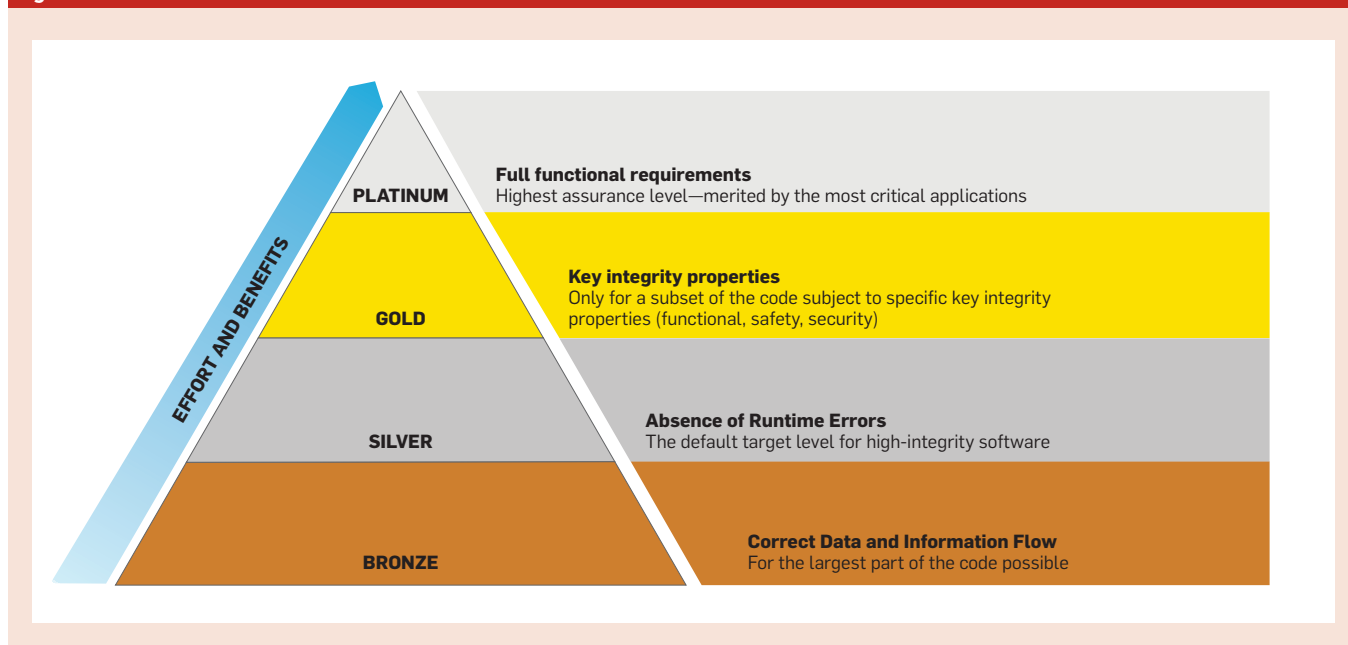 PLATINUM
Full functional requirements
Highest assurance level—merited by the most critical applications
EFFORT AND BENEFITS
GOLD
Key integrity properties
Only for a subset of the code subject to specific key integrity
properties (functional, safety, security)
SILVER
Absence of Runtime Errors
The default target level for high-integrity software
BRONZE
Correct Data and Information Flow
For the largest part of the code possible